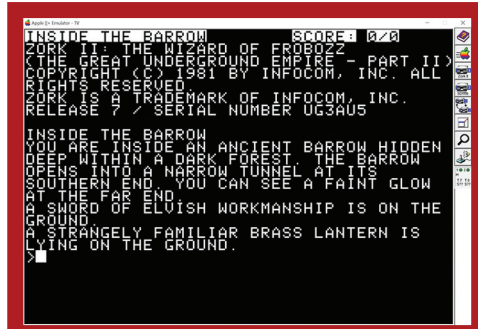 Apple ][+ Emulator - TV
INSIDE THE BARROW SCORE: 0/0
ZORK II: THE WIZARD OF FROBOZZ
(THE GREAT UNDERGROUND EMPIRE - PART II)
COPYRIGHT (C) 1981 BY INFOCOM, INC. ALL
RIGHTS RESERVED.
ZORK IS A TRADEMARK OF INFOCOM, INC.
RELEASE 7 / SERIAL NUMBER UG3AU5
INSIDE THE BARROW
YOU ARE INSIDE AN ANCIENT BARROW HIDDEN
DEEP WITHIN A DARK FOREST. THE BARROW
OPENS INTO A NARROW TUNNEL AT ITS
SOUTHERN END. YOU CAN SEE A FAINT GLOW
AT THE FAR END.
A SWORD OF ELVISH WORKMANSHIP IS ON THE
GROUND.
A STRANGELY FAMILIAR BRASS LANTERN IS
LYING ON THE GROUND.
>